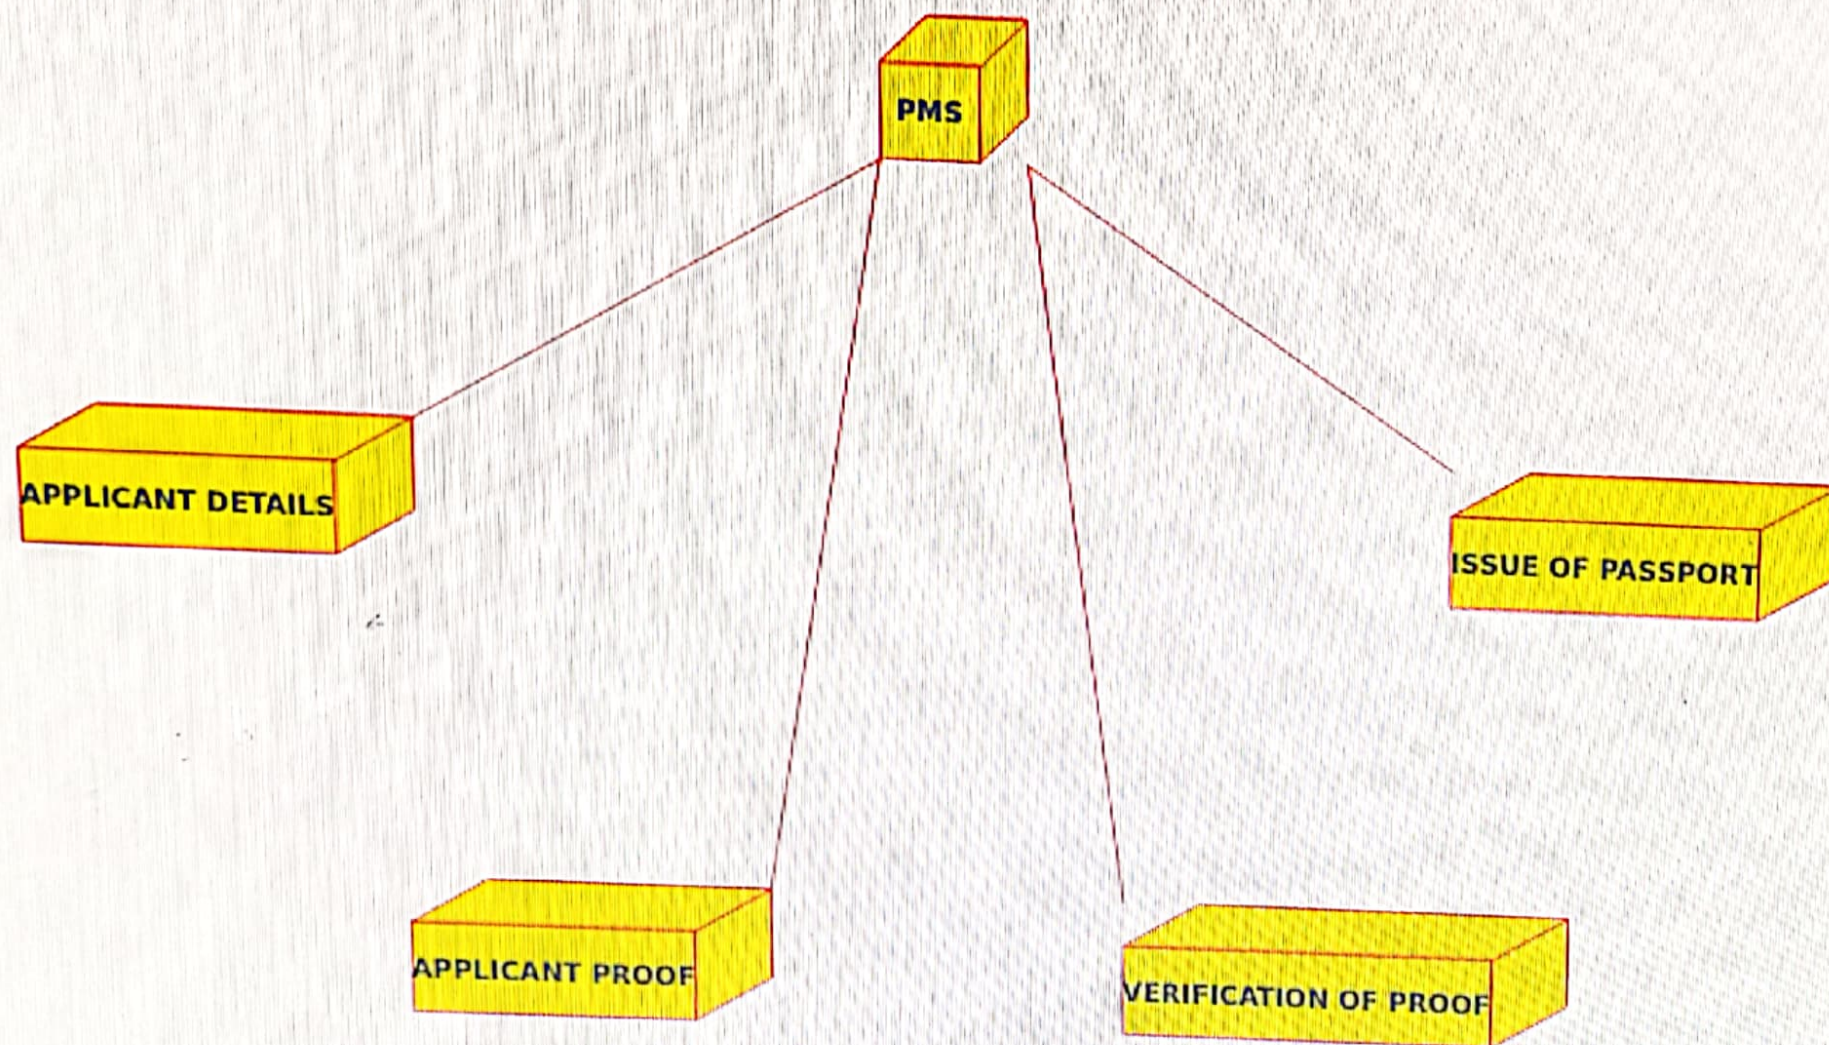 PMS
APPLICANT DETAILS
ISSUE OF PASSPORT
APPLICANT PROOF
VERIFICATION OF PROOF